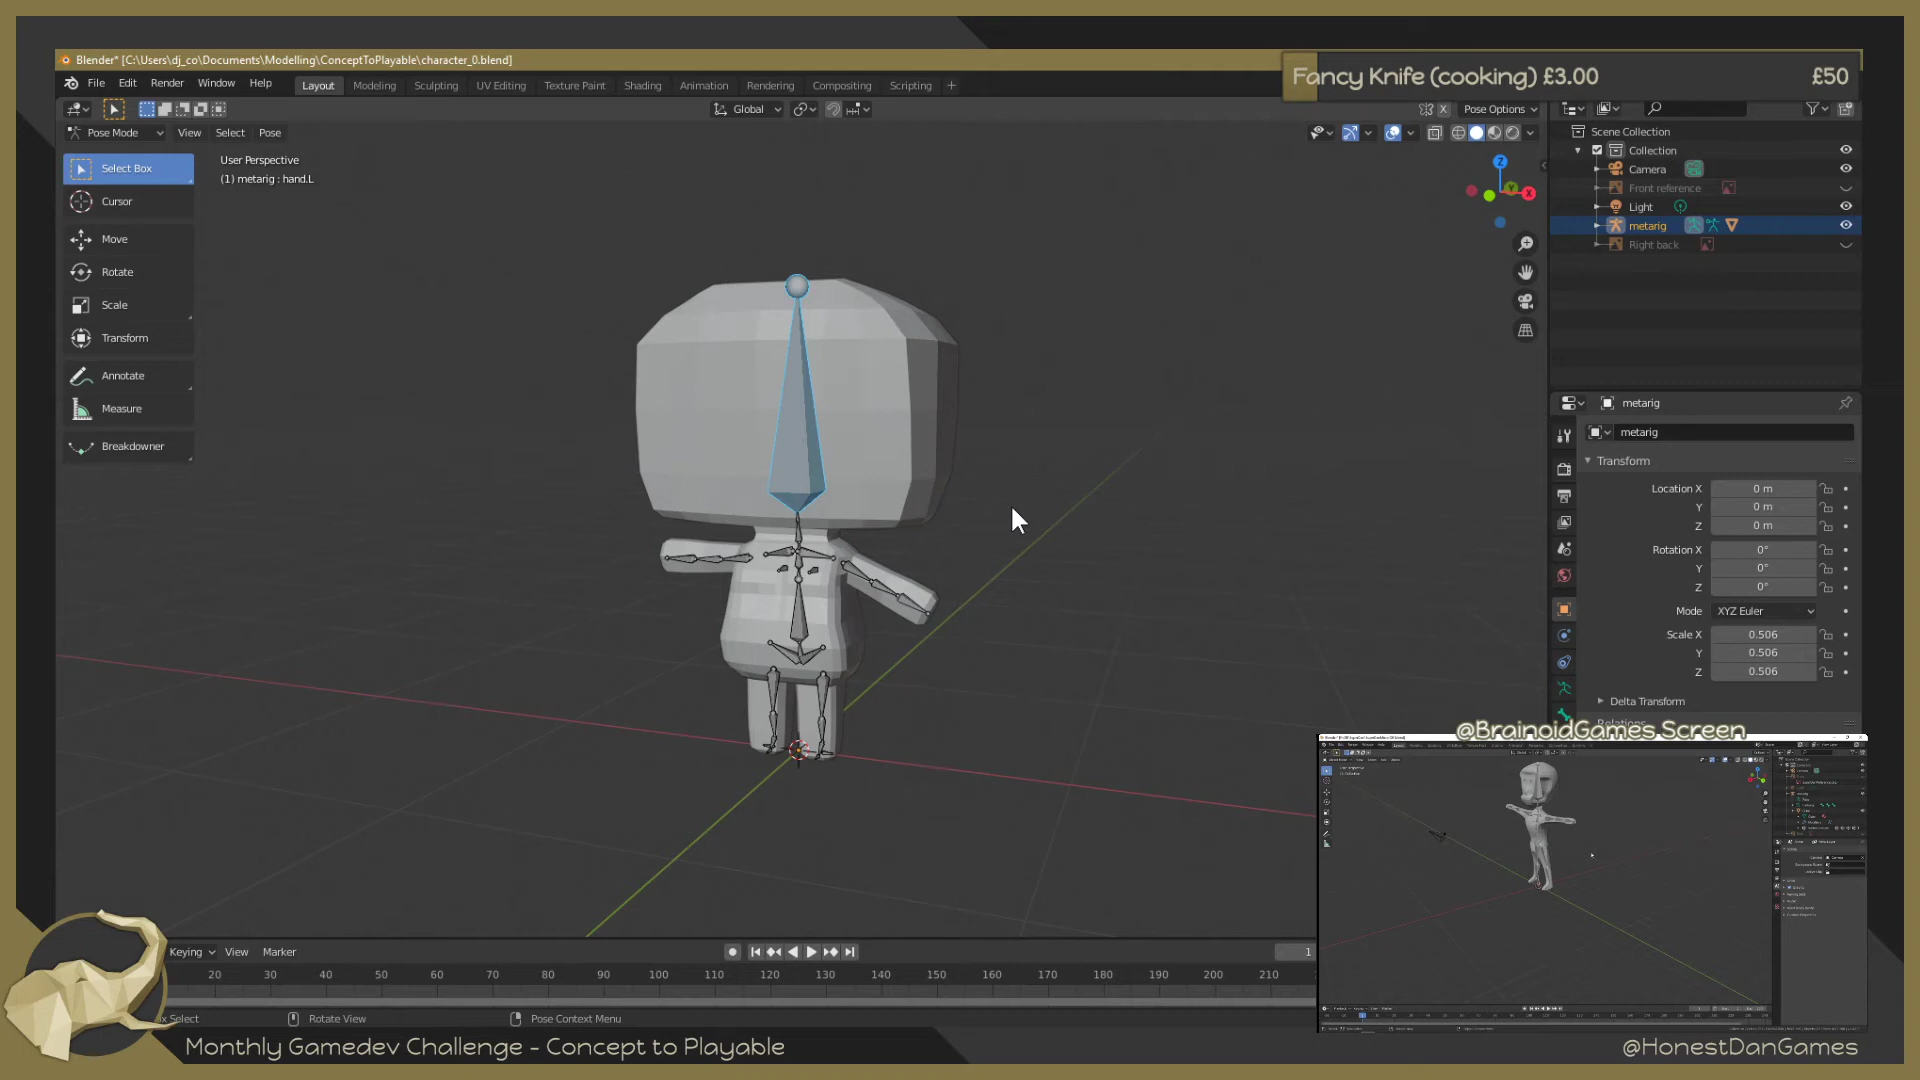 Blender* [C:\Users\dj_co\Documents\Modelling\ConceptToPlayable\character_0.blend]
Fancy Knife (cooking) £3.00 £50
File Edit Render Window Help Layout Modeling Sculpting UV Editing Texture Paint Shading Animation Rendering Compositing Scripting +
Global Pose Options
Pose Mode View Select Pose
Select Box
Cursor
Move
Rotate
Scale
Transform
Annotate
Measure
Breakdowner
User Perspective
(1) metarig : hand.L
Z
Y
X
Scene Collection
Collection
Camera
Front reference
Light
metarig
Right back
metarig
metarig
Transform
Location X 0 m
Y 0 m
Z 0 m
Rotation X 0°
Y 0°
Z 0°
Mode XYZ Euler
Scale X 0.506
Y 0.506
Z 0.506
Delta Transform
Relations
@BrainoidGames Screen
Keying View Marker 1
20 30 40 50 60 70 80 90 100 110 120 130 140 150 160 170 180 190 200 210
Select Rotate View Pose Context Menu
Monthly Gamedev Challenge - Concept to Playable
@HonestDanGames